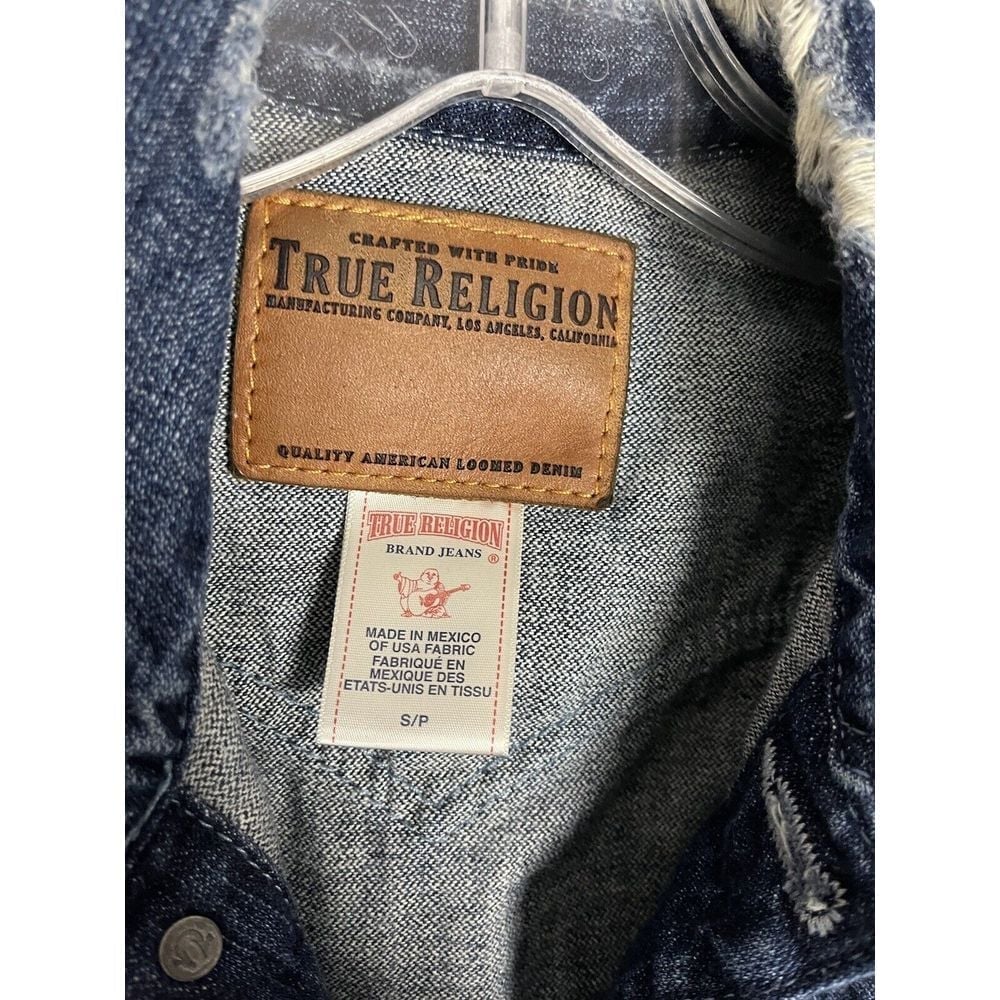 CRAFTED WITH PRIDE
TRUE RELIGION
MANUFACTURING COMPANY, LOS ANGELES, CALIFORNIA
QUALITY AMERICAN LOOMED DENIM
TRUE RELIGION
BRAND JEANS ®
MADE IN MEXICO
OF USA FABRIC
FABRIQUÉ EN
MEXIQUE DES
ETATS-UNIS EN TISSU
S/P